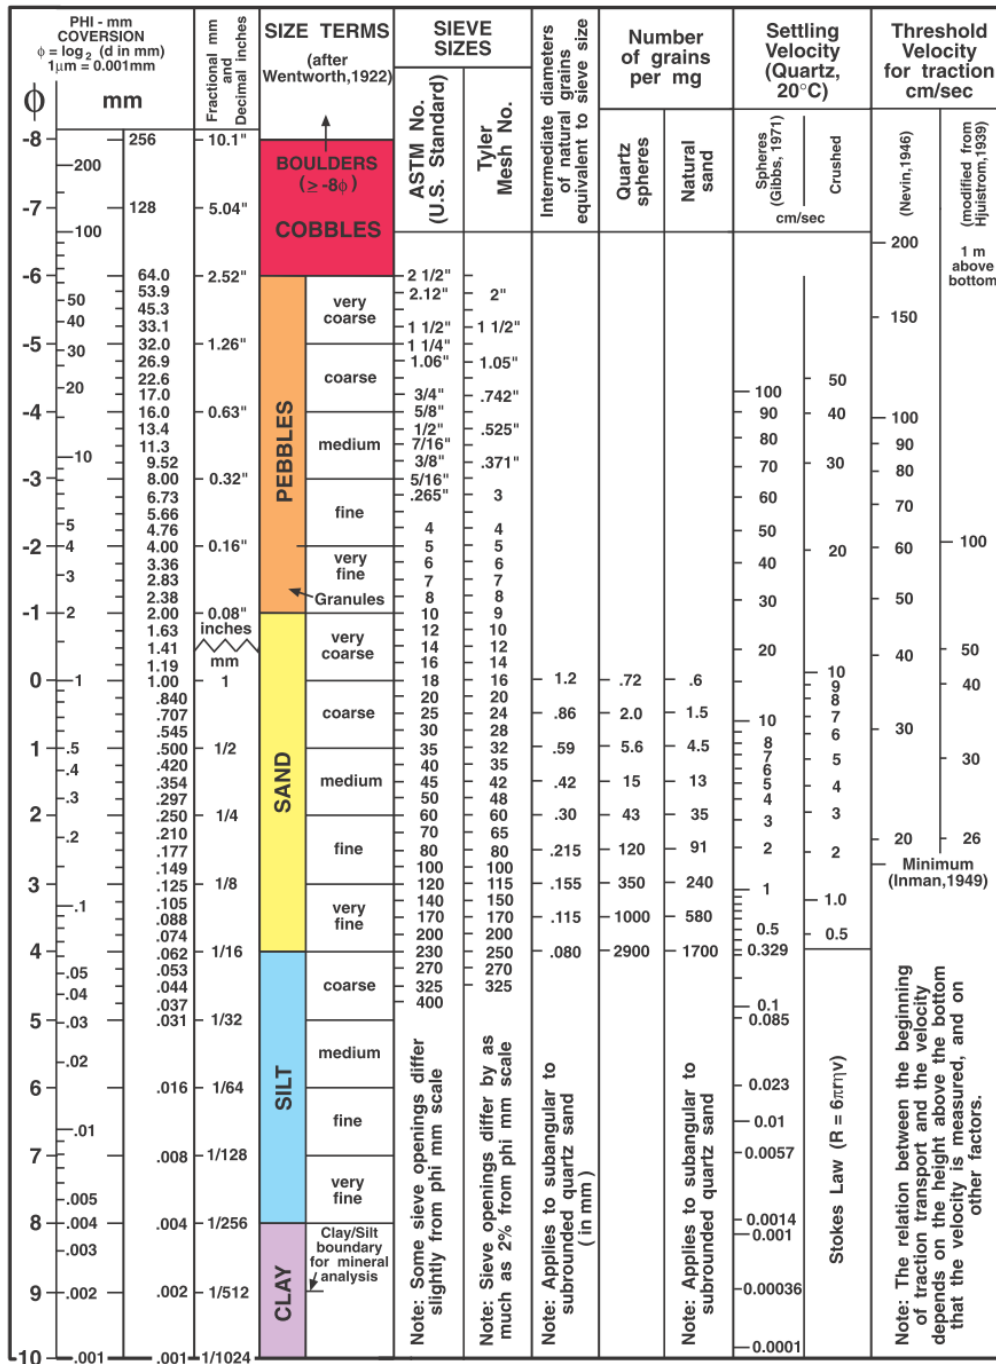 PHI - mm
COVERSION
φ = log₂ (d in mm)
1μm = 0.001mm
φ
mm
Fractional mm
and
Decimal inches
SIZE TERMS
(after
Wentworth,1922)
SIEVE
SIZES
ASTM No.
(U.S. Standard)
Tyler
Mesh No.
Intermediate diameters
of natural grains
equivalent to sieve size
Number
of grains
per mg
Quartz
spheres
Natural
sand
Settling
Velocity
(Quartz,
20°C)
Spheres
(Gibbs, 1971)
Crushed
cm/sec
Threshold
Velocity
for traction
cm/sec
(Nevin,1946)
(modified from
Hjuistrom,1939)
1 m
above
bottom
-8
-7
-6
-5
-4
-3
-2
-1
0
1
2
3
4
5
6
7
8
9
10
200
100
50
40
30
20
10
5
4
3
2
1
.5
.4
.3
.2
.1
.05
.04
.03
.02
.01
.005
.004
.003
.002
.001
256
128
64.0
53.9
45.3
33.1
32.0
26.9
22.6
17.0
16.0
13.4
11.3
9.52
8.00
6.73
5.66
4.76
4.00
3.36
2.83
2.38
2.00
1.63
1.41
1.19
1.00
.840
.707
.545
.500
.420
.354
.297
.250
.210
.177
.149
.125
.105
.088
.074
.062
.053
.044
.037
.031
.016
.008
.004
.002
.001
10.1"
5.04"
2.52"
1.26"
0.63"
0.32"
0.16"
0.08"
inches
mm
1
1/2
1/4
1/8
1/16
1/32
1/64
1/128
1/256
1/512
1/1024
BOULDERS
(≥ -8φ)
COBBLES
PEBBLES
SAND
SILT
CLAY
very
coarse
coarse
medium
fine
very
fine
Granules
very
coarse
coarse
medium
fine
very
fine
coarse
medium
fine
very
fine
Clay/Silt
boundary
for mineral
analysis
2 1/2"
2.12"
1 1/2"
1 1/4"
1.06"
3/4"
5/8"
1/2"
7/16"
3/8"
5/16"
.265"
4
5
6
7
8
10
12
14
16
18
20
25
30
35
40
45
50
60
70
80
100
120
140
170
200
230
270
325
400
Note: Some sieve openings differ
slightly from phi mm scale
2"
1 1/2"
1.05"
.742"
.525"
.371"
3
4
5
6
7
8
9
10
12
14
16
20
24
28
32
35
42
48
60
65
80
100
115
150
170
200
250
270
325
Note: Sieve openings differ by as
much as 2% from phi mm scale
1.2
.86
.59
.42
.30
.215
.155
.115
.080
Note: Applies to subangular to
subrounded quartz sand
( in mm )
.72
2.0
5.6
15
43
120
350
1000
2900
.6
1.5
4.5
13
35
91
240
580
1700
Note: Applies to subangular to
subrounded quartz sand
100
90
80
70
60
50
40
30
20
10
8
7
6
5
4
3
2
1
0.5
0.329
0.1
0.085
0.023
0.01
0.0057
0.0014
0.001
0.00036
0.0001
50
40
30
20
10
9
8
7
6
5
4
3
2
1.0
0.5
Stokes Law (R = 6πrηv)
200
150
100
90
80
70
60
50
40
30
20
100
50
40
30
26
Minimum
(Inman,1949)
Note: The relation between the beginning
of traction transport and the velocity
depends on the height above the bottom
that the velocity is measured, and on
other factors.